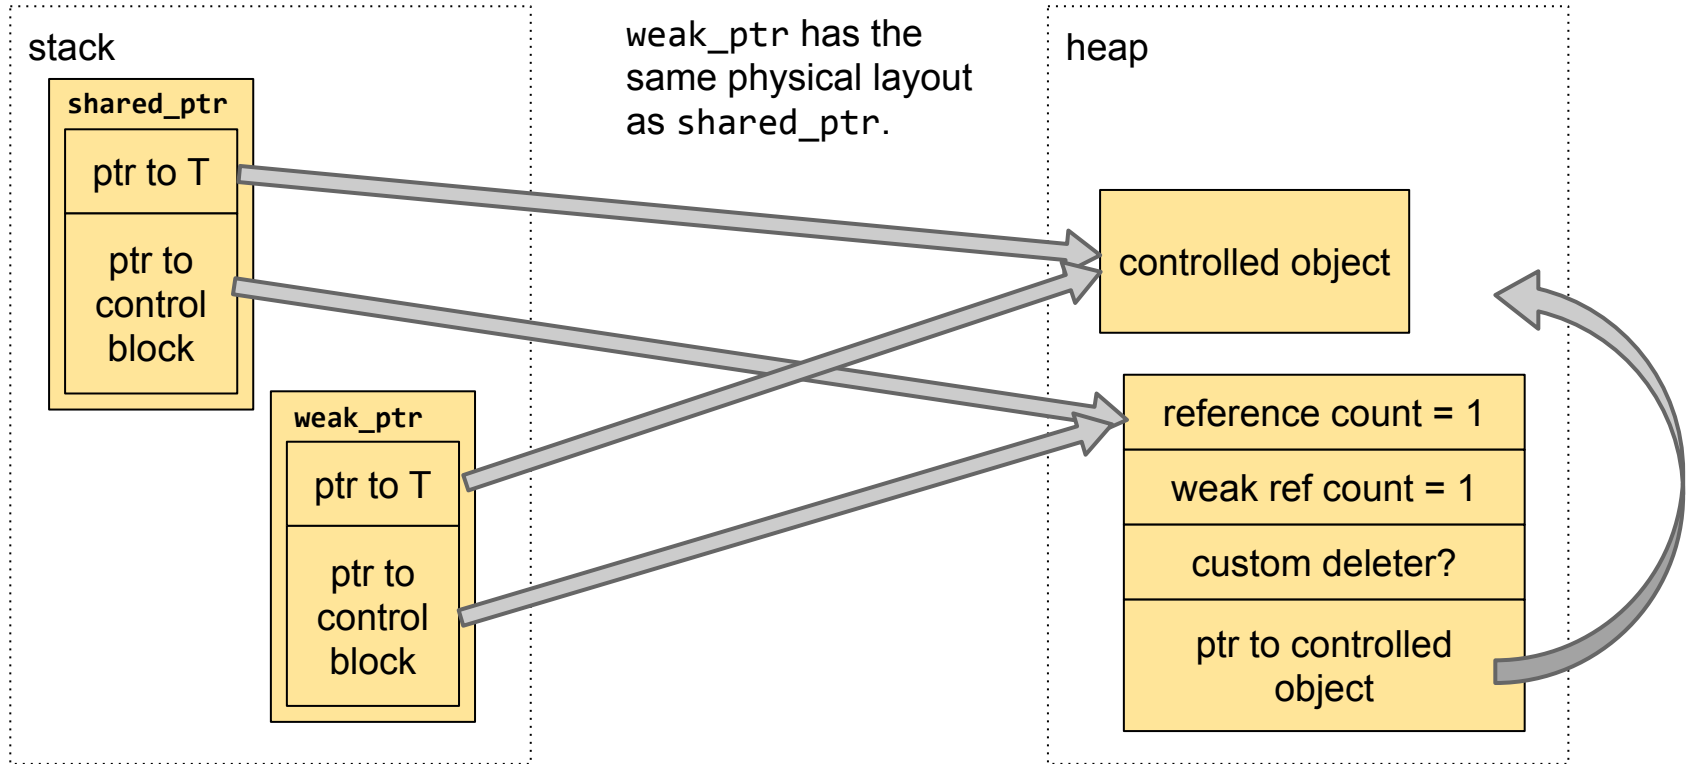 stack
shared_ptr
ptr to T
ptr to
control
block
weak_ptr
ptr to T
ptr to
control
block
weak_ptr has the
same physical layout
as shared_ptr.
heap
controlled object
reference count = 1
weak ref count = 1
custom deleter?
ptr to controlled
object